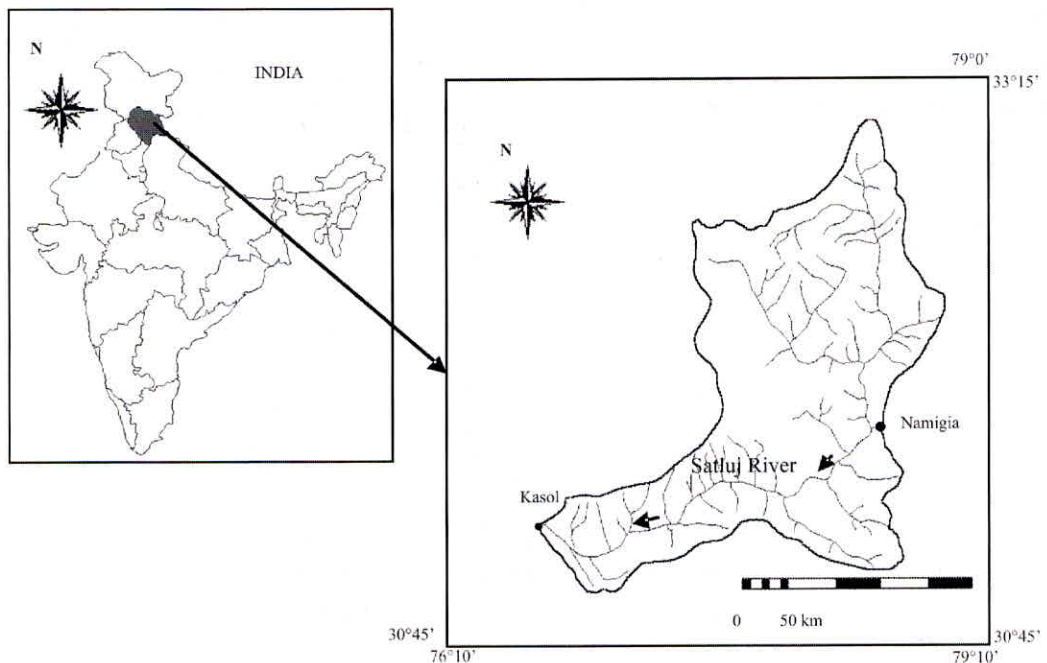 N
INDIA
79°0'
33°15'
N
Namigia
Satluj River
Kasol
0 50 km
30°45'
76°10'
30°45'
79°10'